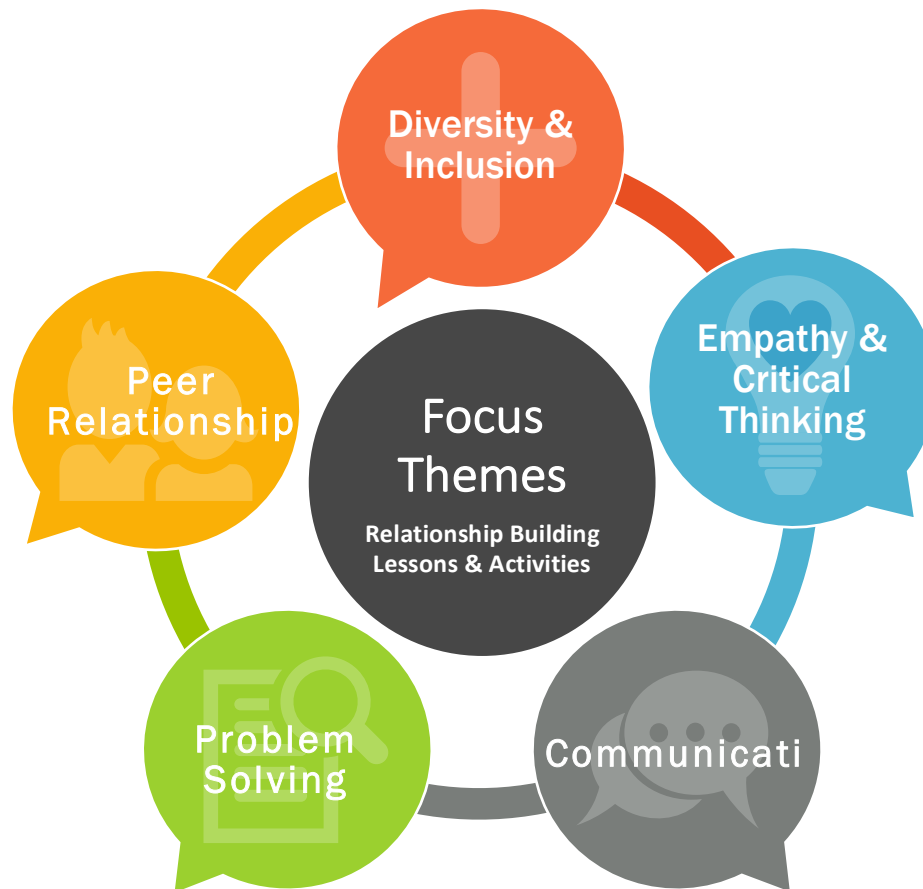 Diversity &
Inclusion
Empathy &
Critical
Thinking
Communicati
Problem
Solving
Peer
Relationship
Focus
Themes
Relationship Building
Lessons & Activities